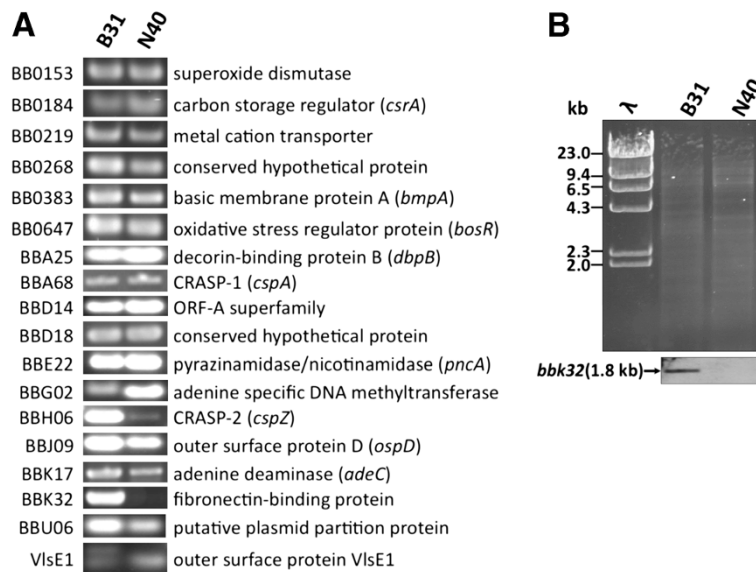 A
B31 N40
BB0153 superoxide dismutase
BB0184 carbon storage regulator (csrA)
BB0219 metal cation transporter
BB0268 conserved hypothetical protein
BB0383 basic membrane protein A (bmpA)
BB0647 oxidative stress regulator protein (bosR)
BBA25 decorin-binding protein B (dbpB)
BBA68 CRASP-1 (cspA)
BBD14 ORF-A superfamily
BBD18 conserved hypothetical protein
BBE22 pyrazinamidase/nicotinamidase (pncA)
BBG02 adenine specific DNA methyltransferase
BBH06 CRASP-2 (cspZ)
BBJ09 outer surface protein D (ospD)
BBK17 adenine deaminase (adeC)
BBK32 fibronectin-binding protein
BBU06 putative plasmid partition protein
VlsE1 outer surface protein VlsE1
B
kb λ B31 N40
23.0
9.4
6.5
4.3
2.3
2.0
bbk32(1.8 kb)